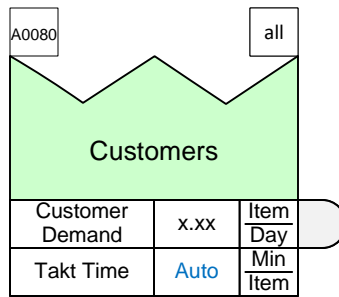 A0080
all
Customers
Customer
Demand
x.xx
Item
Day
Takt Time
Auto
Min
Item